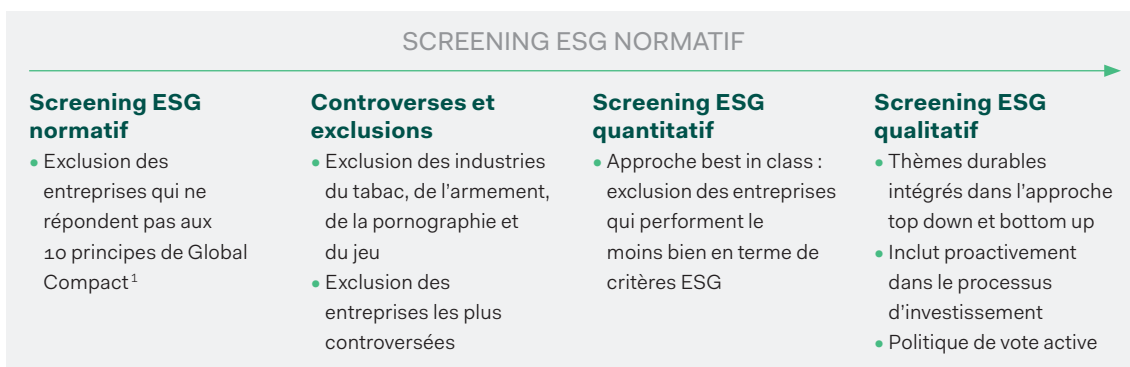 SCREENING ESG NORMATIF
Screening ESG
normatif
• Exclusion des
entreprises qui ne
répondent pas aux
10 principes de Global
Compact¹
Controverses et
exclusions
• Exclusion des industries
du tabac, de l’armement,
de la pornographie et
du jeu
• Exclusion des
entreprises les plus
controversées
Screening ESG
quantitatif
• Approche best in class :
exclusion des entreprises
qui performent le
moins bien en terme de
critères ESG
Screening ESG
qualitatif
• Thèmes durables
intégrés dans l’approche
top down et bottom up
• Inclut proactivement
dans le processus
d’investissement
• Politique de vote active